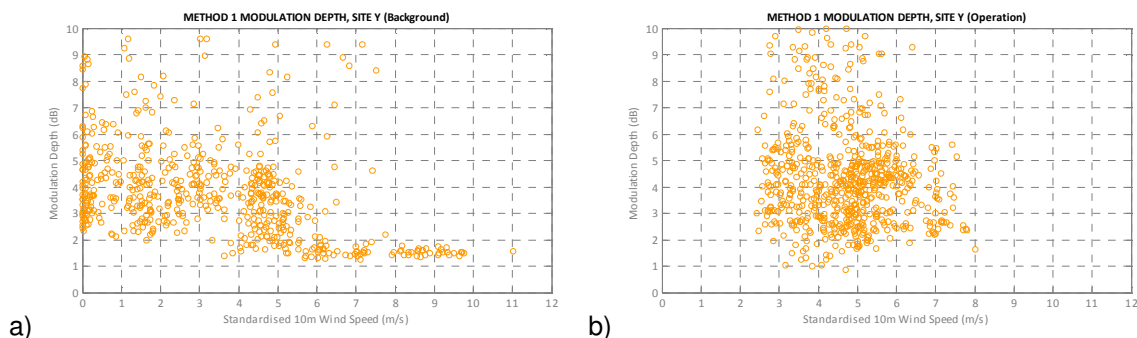 METHOD 1 MODULATION DEPTH, SITE Y (Background)
10
9
8
7
6
5
4
3
2
1
0
Modulation Depth (dB)
0 1 2 3 4 5 6 7 8 9 10 11 12
Standardised 10m Wind Speed (m/s)
a)
METHOD 1 MODULATION DEPTH, SITE Y (Operation)
10
9
8
7
6
5
4
3
2
1
0
Modulation Depth (dB)
0 1 2 3 4 5 6 7 8 9 10 11 12
Standardised 10m Wind Speed (m/s)
b)